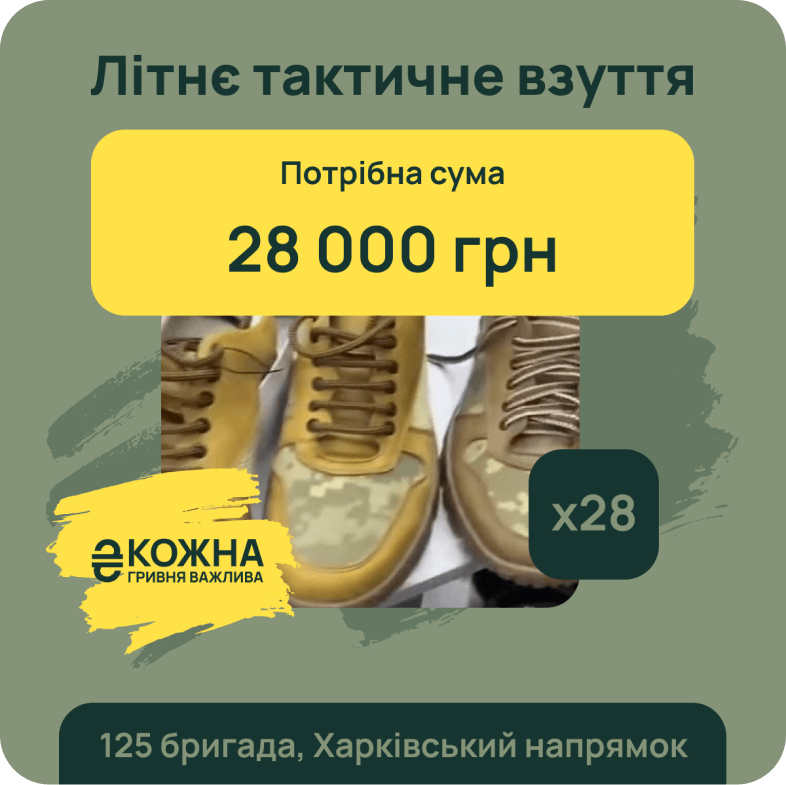 Літнє тактичне взуття
Потрібна сума
28 000 грн
x28
₴ КОЖНА
ГРИВНЯ ВАЖЛИВА
125 бригада, Харківський напрямок